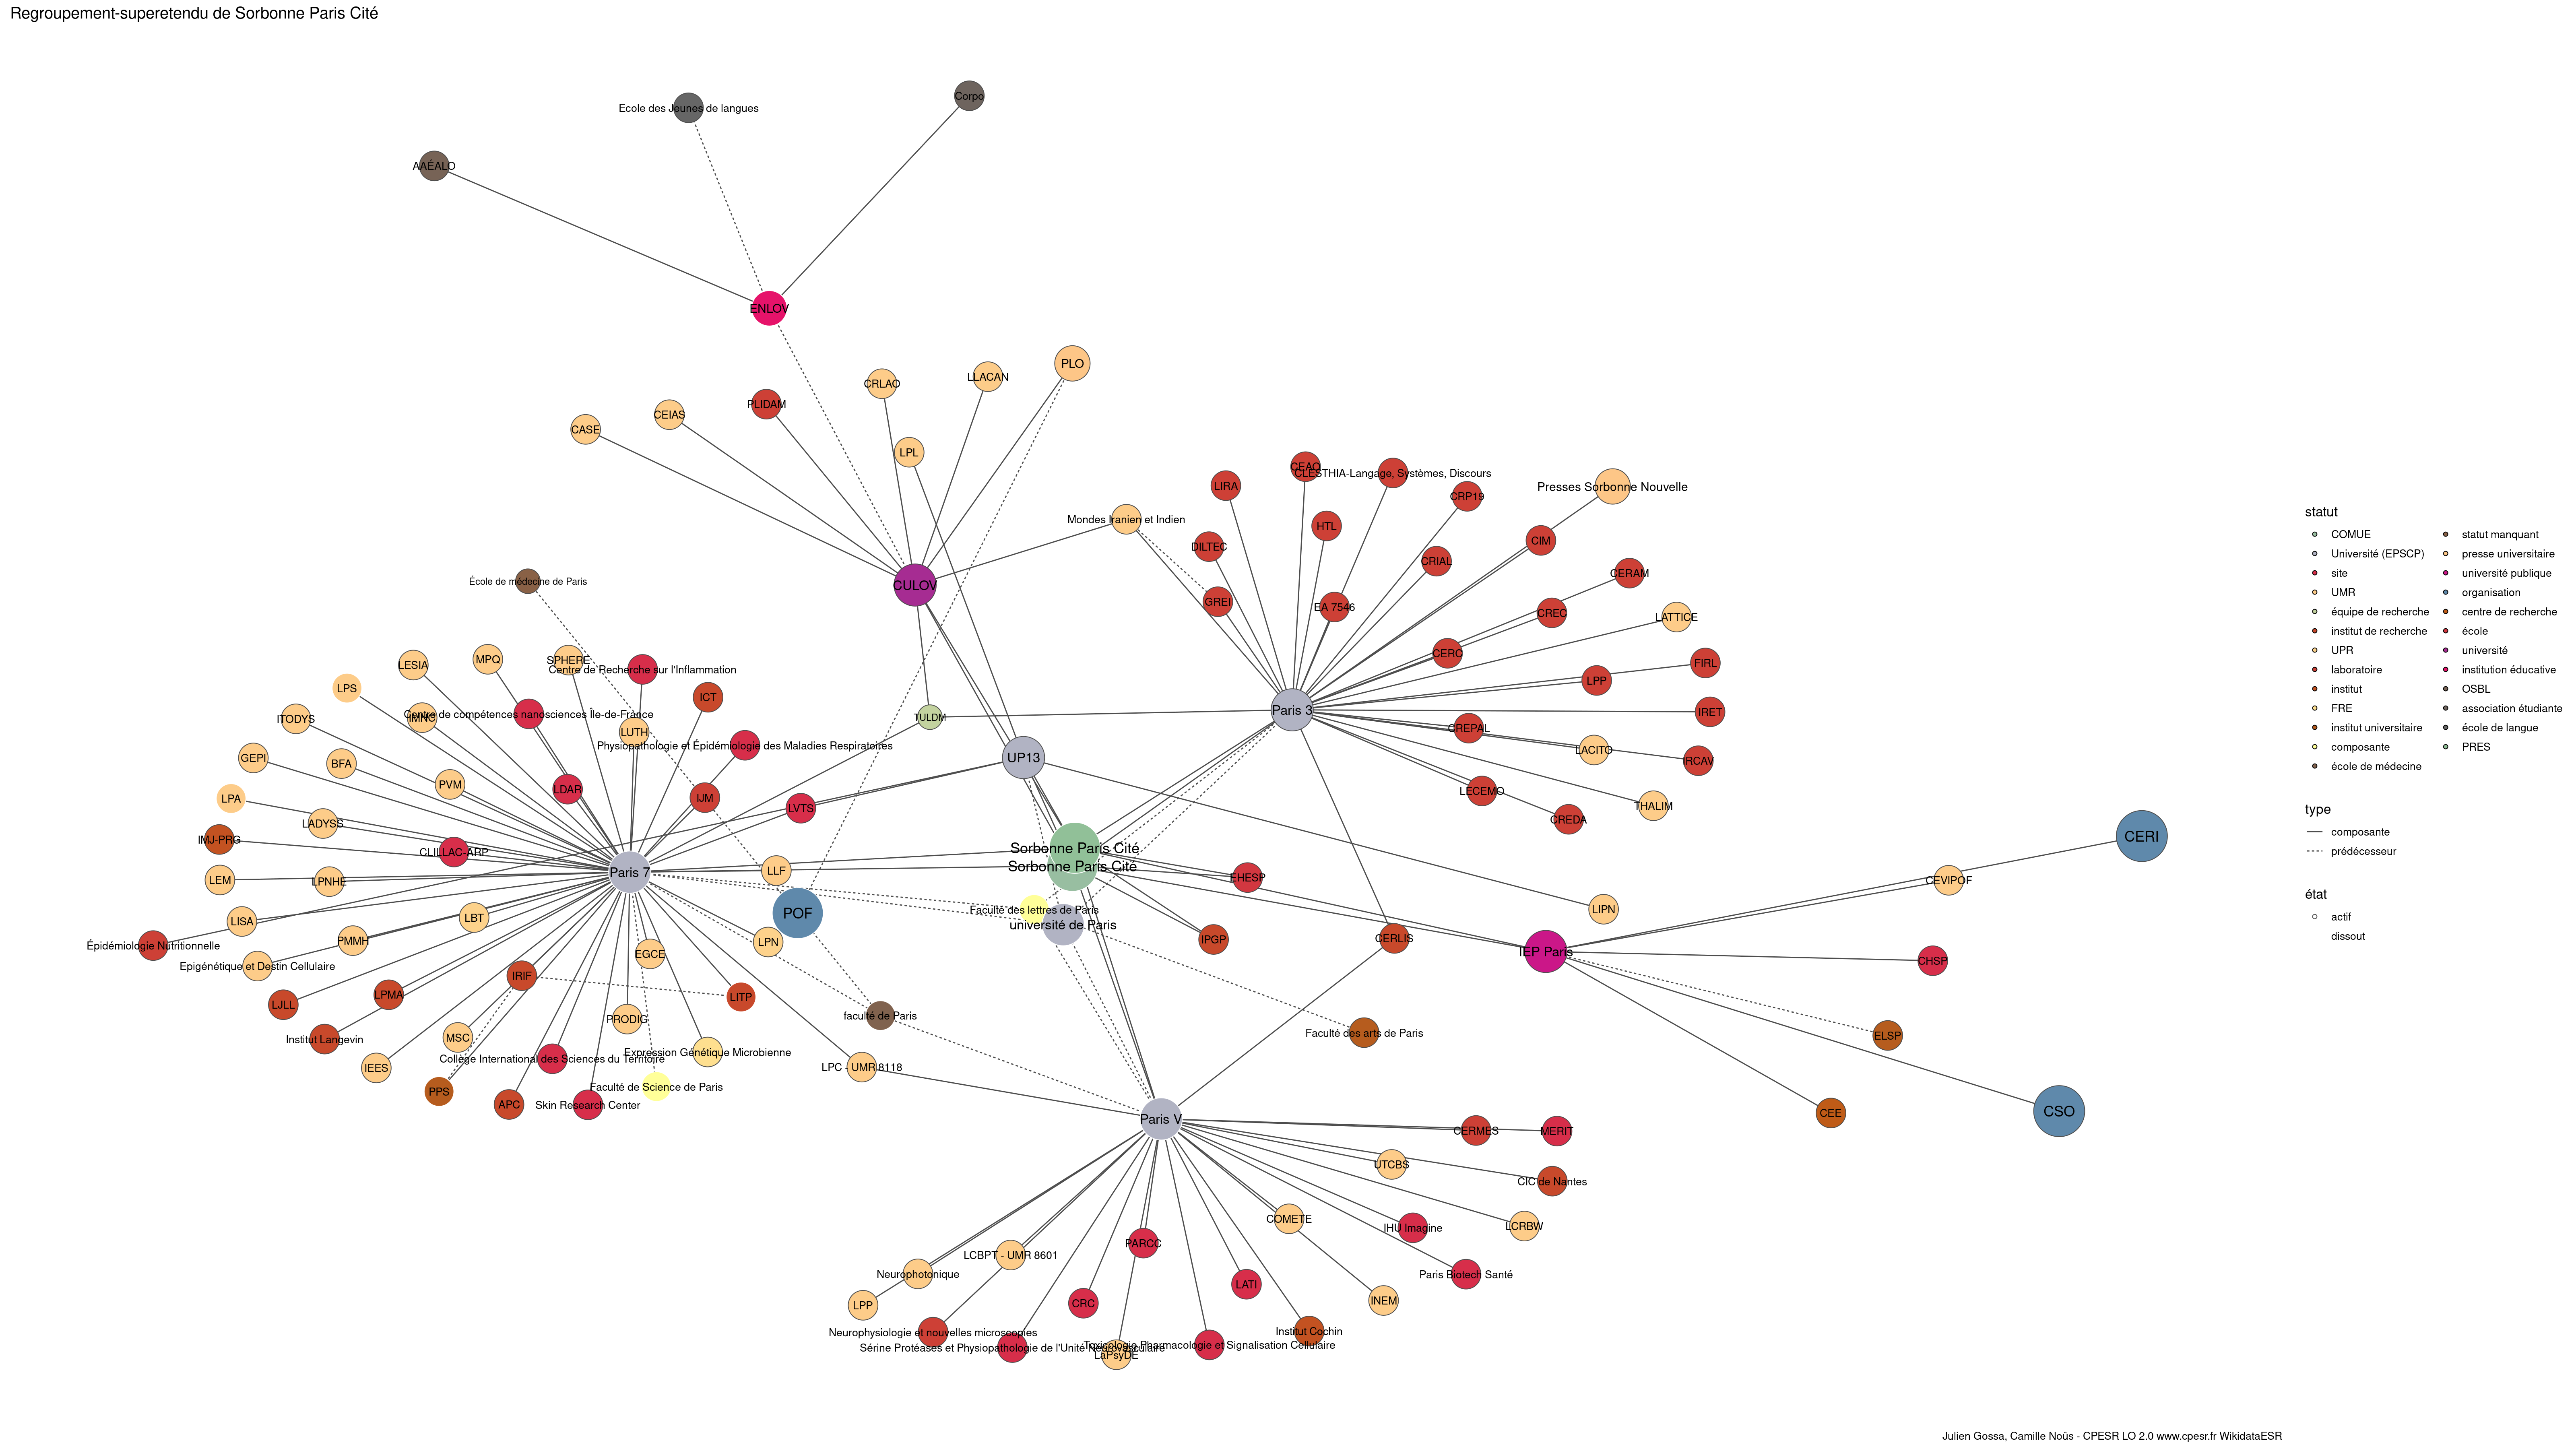 Regroupement-superetendu de Sorbonne Paris Cité
Corpo
Ecole des Jeunes de langues
AAÉALO
ENLOV
PLO
LLACAN
CRLAO
PLIDAM
CEIAS
CASE
LPL
CEAO
CLESTHIA-Langage, Systèmes, Discours
LIRA
Presses Sorbonne Nouvelle
CRP19
Mondes Iranien et Indien
HTL
CIM
DILTEC
CRIAL
CERAM
École de médecine de Paris
CULOV
GREI
EA 7546
CREC
LATTICE
CERC
MPQ
SPHERE
LESIA
Centre de Recherche sur l'Inflammation
FIRL
LPP
LPS
ICT
Paris 3
IRET
Centre de compétences nanosciences Île-de-France
IMNC
ITODYS
TULDM
CREPAL
LUTH
Physiopathologie et Épidémiologie des Maladies Respiratoires
LACITO
GEPI
UP13
IRCAV
BFA
PVM
LDAR
LECEMO
IJM
LPA
THALIM
LVTS
CREDA
LADYSS
CERI
IMJ-PRG
Sorbonne Paris Cité
CLILLAC-ARP
Sorbonne Paris Cité
LLF
Paris 7
EHESP
LEM
LPNHE
CEVIPOF
LIPN
Faculté des lettres de Paris
POF
LBT
LISA
université de Paris
CERLIS
IPGP
PMMH
LPN
Épidémiologie Nutritionnelle
IEP Paris
EGCE
CHSP
Epigénétique et Destin Cellulaire
IRIF
LPMA
LITP
LJLL
faculté de Paris
PRODIG
Faculté des arts de Paris
ELSP
MSC
Institut Langevin
Expression Génétique Microbienne
Collège International des Sciences du Territoire
IEES
LPC - UMR 8118
Faculté de Science de Paris
PPS
APC
Skin Research Center
CSO
CEE
Paris V
CERMES
MERIT
UTCBS
CIC de Nantes
COMETE
LCRBW
IHU Imagine
PARCC
LCBPT - UMR 8601
Neurophotonique
Paris Biotech Santé
LATI
INEM
CRC
LPP
Institut Cochin
Neurophysiologie et nouvelles microscopies
Toxicologie Pharmacologie et Signalisation Cellulaire
Sérine Protéases et Physiopathologie de l'Unité Neurovasculaire
LaPsyDE
statut
COMUE
Université (EPSCP)
site
UMR
équipe de recherche
institut de recherche
UPR
laboratoire
institut
FRE
institut universitaire
composante
école de médecine
statut manquant
presse universitaire
université publique
organisation
centre de recherche
école
université
institution éducative
OSBL
association étudiante
école de langue
PRES
type
composante
prédécesseur
état
actif
dissout
Julien Gossa, Camille Noûs - CPESR LO 2.0 www.cpesr.fr WikidataESR